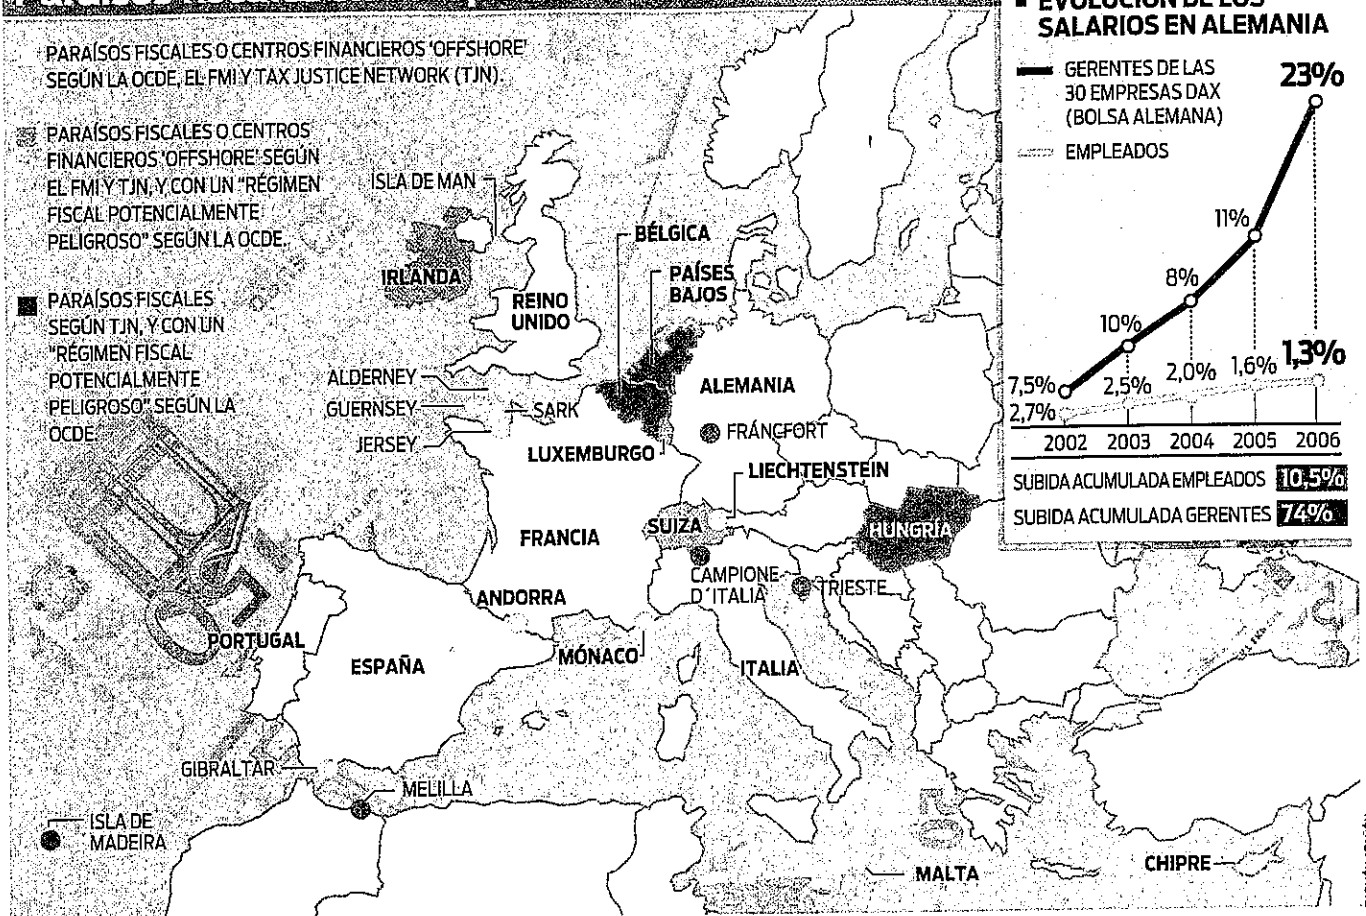 PARAÍSOS FISCALES O CENTROS FINANCIEROS 'OFFSHORE'
SEGÚN LA OCDE, EL FMI Y TAX JUSTICE NETWORK (TJN).
PARAÍSOS FISCALES O CENTROS
FINANCIEROS 'OFFSHORE' SEGÚN
EL FMI Y TJN, Y CON UN "RÉGIMEN
FISCAL POTENCIALMENTE
PELIGROSO" SEGÚN LA OCDE.
PARAÍSOS FISCALES
SEGÚN TJN, Y CON UN
"RÉGIMEN FISCAL
POTENCIALMENTE
PELIGROSO" SEGÚN LA
OCDE.
ISLA DE MAN
IRLANDA
REINO
UNIDO
BÉLGICA
PAÍSES
BAJOS
ALDERNEY
GUERNSEY
SARK
JERSEY
LUXEMBURGO
ALEMANIA
FRÁNCFORT
LIECHTENSTEIN
FRANCIA
SUIZA
HUNGRÍA
CAMPIONE
D´ITALIA
TRIESTE
ANDORRA
PORTUGAL
ESPAÑA
MÓNACO
ITALIA
GIBRALTAR
MELILLA
ISLA DE
MADEIRA
MALTA
CHIPRE
EVOLUCIÓN DE LOS
SALARIOS EN ALEMANIA
GERENTES DE LAS
30 EMPRESAS DAX
(BOLSA ALEMANA)
EMPLEADOS
23%
11%
8%
10%
7,5%
2,7%
2,5%
2,0%
1,6%
1,3%
2002 2003 2004 2005 2006
SUBIDA ACUMULADA EMPLEADOS 10,5%
SUBIDA ACUMULADA GERENTES 74%